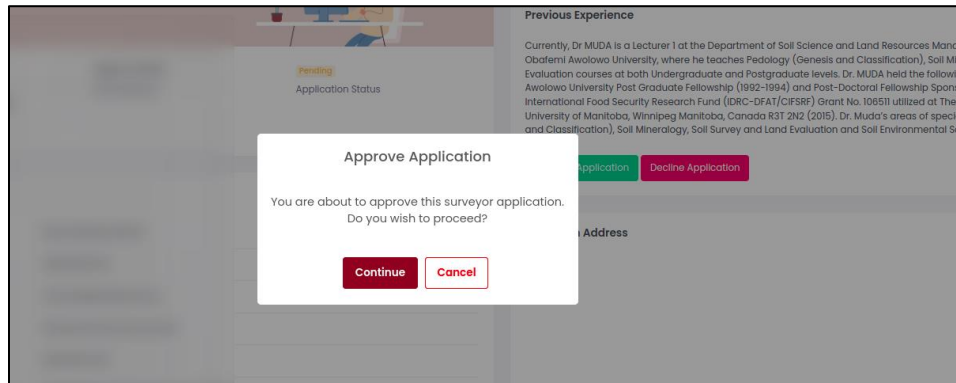 Pending
Application Status
Previous Experience
Currently, Dr MUDA is a Lecturer 1 at the Department of Soil Science and Land Resources
Obafemi Awolowo University, where he teaches Pedology (Genesis and Classification), Soil
Evaluation courses at both Undergraduate and Postgraduate levels. Dr. MUDA held the
Awolowo University Post Graduate Fellowship (1992-1994) and Post-Doctoral Fellowship
International Food Security Research Fund (IDRC-DFAT/CIFSRF) Grant No. 106511 utilized at The
University of Manitoba, Winnipeg Manitoba, Canada R3T 2N2 (2015). Dr. Muda's areas of
and Classification), Soil Mineralogy, Soil Survey and Land Evaluation and Soil Environmental
Application
Decline Application
Address
Approve Application
You are about to approve this surveyor application.
Do you wish to proceed?
Continue
Cancel